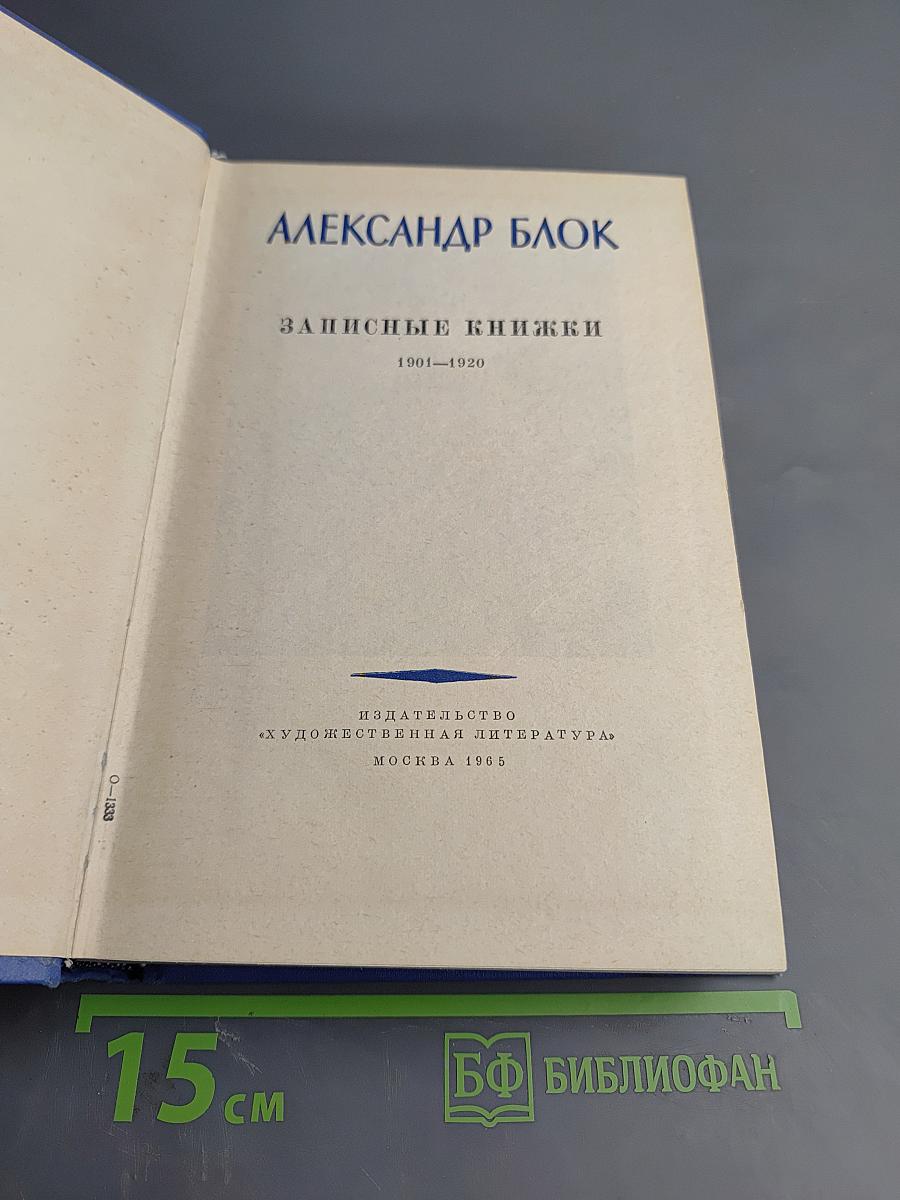 АЛЕКСАНДР БЛОК
ЗАПИСНЫЕ КНИЖКИ
1901—1920
ИЗДАТЕЛЬСТВО
«ХУДОЖЕСТВЕННАЯ ЛИТЕРАТУРА»
МОСКВА 1965
О—1333
15 см
БФ БИБЛИОФАН